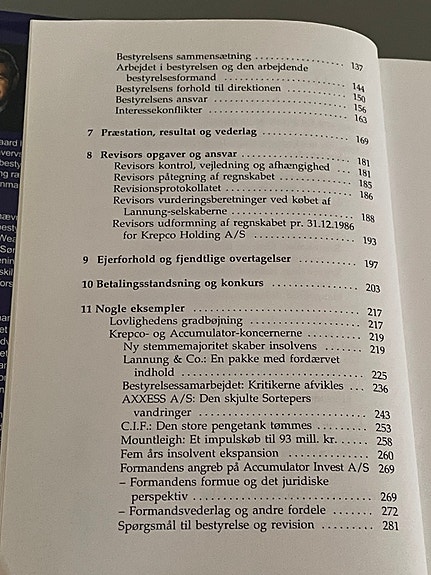 Bestyrelsens sammensætning ............ 137
Arbejdet i bestyrelsen og den arbejdende
bestyrelsesformand ............ 144
Bestyrelsens forhold til direktionen ............ 150
Bestyrelsens ansvar ............ 156
Interessekonflikter ............ 163
7 Præstation, resultat og vederlag ............ 169
8 Revisors opgaver og ansvar ............ 181
Revisors kontrol, vejledning og afhængighed .... 181
Revisors påtegning af regnskabet ............ 185
Revisionsprotokollatet ............ 186
Revisors vurderingsberetninger ved købet af
Lannung-selskaberne ............ 188
Revisors udformning af regnskabet pr. 31.12.1986
for Krepco Holding A/S ............ 193
9 Ejerforhold og fjendtlige overtagelser ............ 197
10 Betalingsstandsning og konkurs ............ 203
11 Nogle eksempler ............ 217
Lovlighedens gradbøjning ............ 217
Krepco- og Accumulator-koncernerne ............ 219
Ny stemmemajoritet skaber insolvens .... 219
Lannung & Co.: En pakke med fordærvet
indhold ............ 225
Bestyrelsessamarbejdet: Kritikerne afvikles ... 236
AXXESS A/S: Den skjulte Sortepers
vandringer ............ 243
C.I.F.: Den store pengetank tømmes ............ 253
Mountleigh: Et impulskøb til 93 mill. kr. ...... 258
Fem års insolvent ekspansion ............ 260
Formandens angreb på Accumulator Invest A/S 269
– Formandens formue og det juridiske
perspektiv ............ 269
– Formandsvederlag og andre fordele ....... 272
Spørgsmål til bestyrelse og revision ........ 281